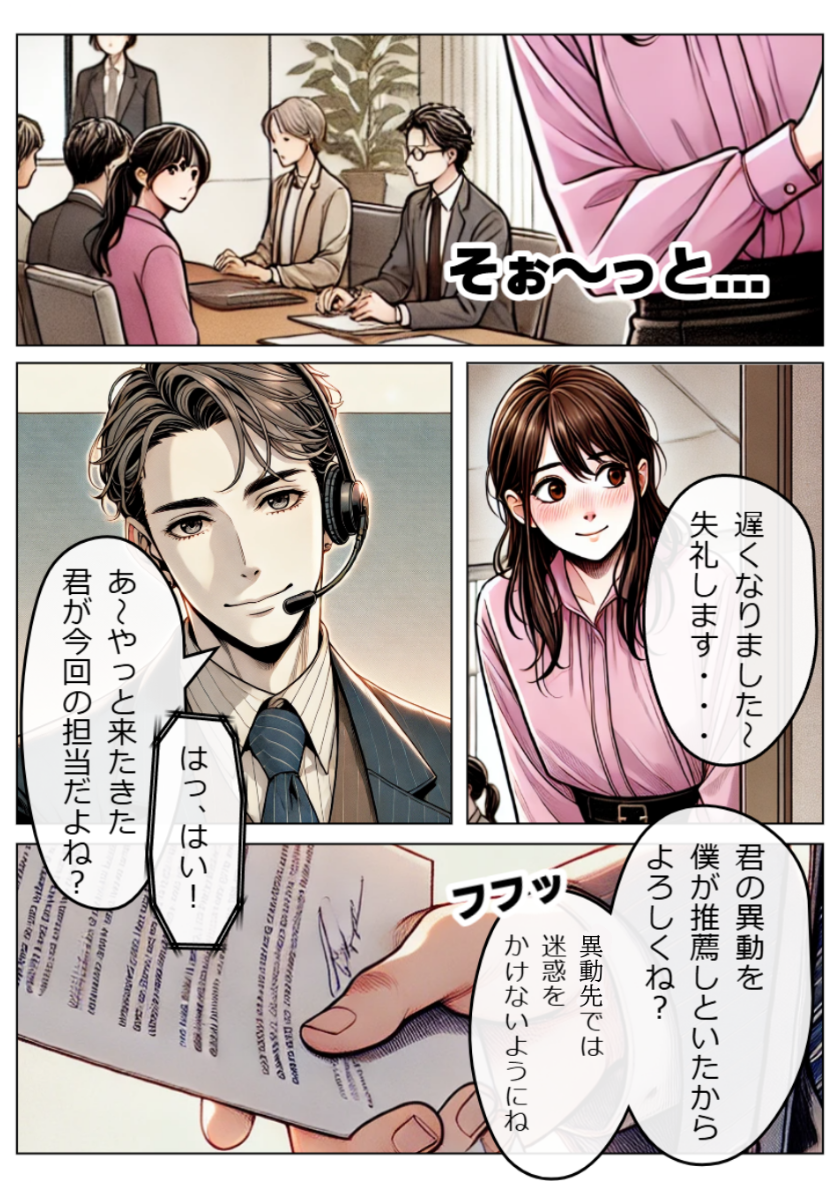 そぉ～っと…
遅くなりました～
失礼します・・・
あ～やっと来たきた
君が今回の担当だよね？
はっ、はい！
君の異動を
僕が推薦しといたから
よろしくね？
フフッ
異動先では
迷惑を
かけないようにね